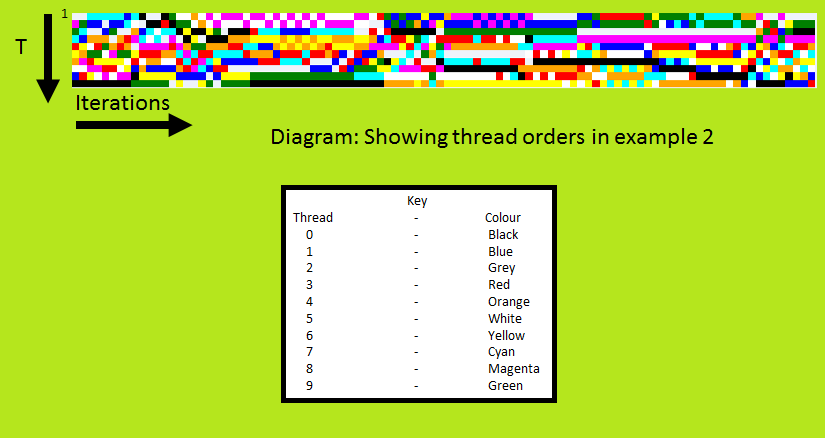 1
T
Iterations
Diagram: Showing thread orders in example 2
Key
Thread - Colour
0 - Black
1 - Blue
2 - Grey
3 - Red
4 - Orange
5 - White
6 - Yellow
7 - Cyan
8 - Magenta
9 - Green